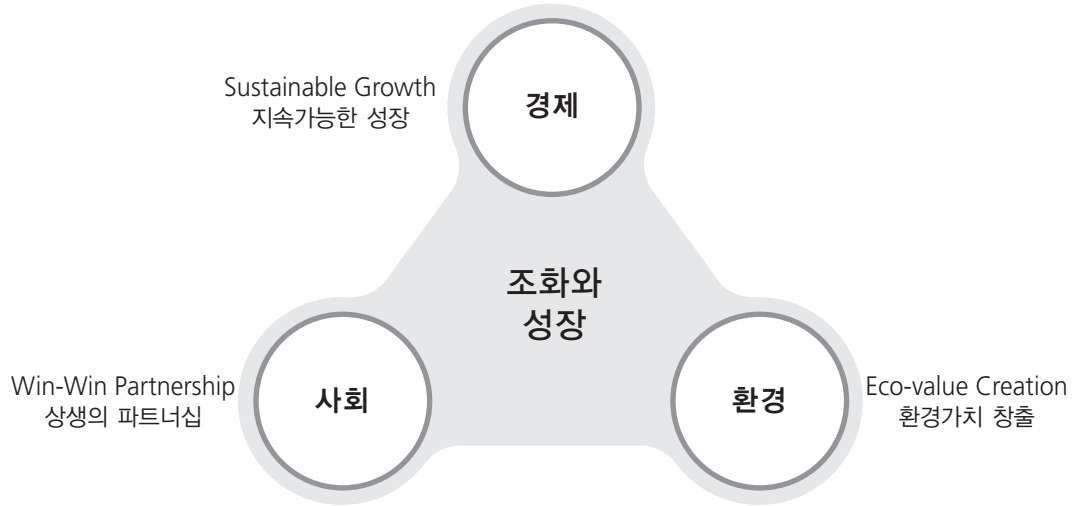 Sustainable Growth
지속가능한 성장
경제
조화와
성장
Win-Win Partnership
상생의 파트너십
사회
환경
Eco-value Creation
환경가치 창출